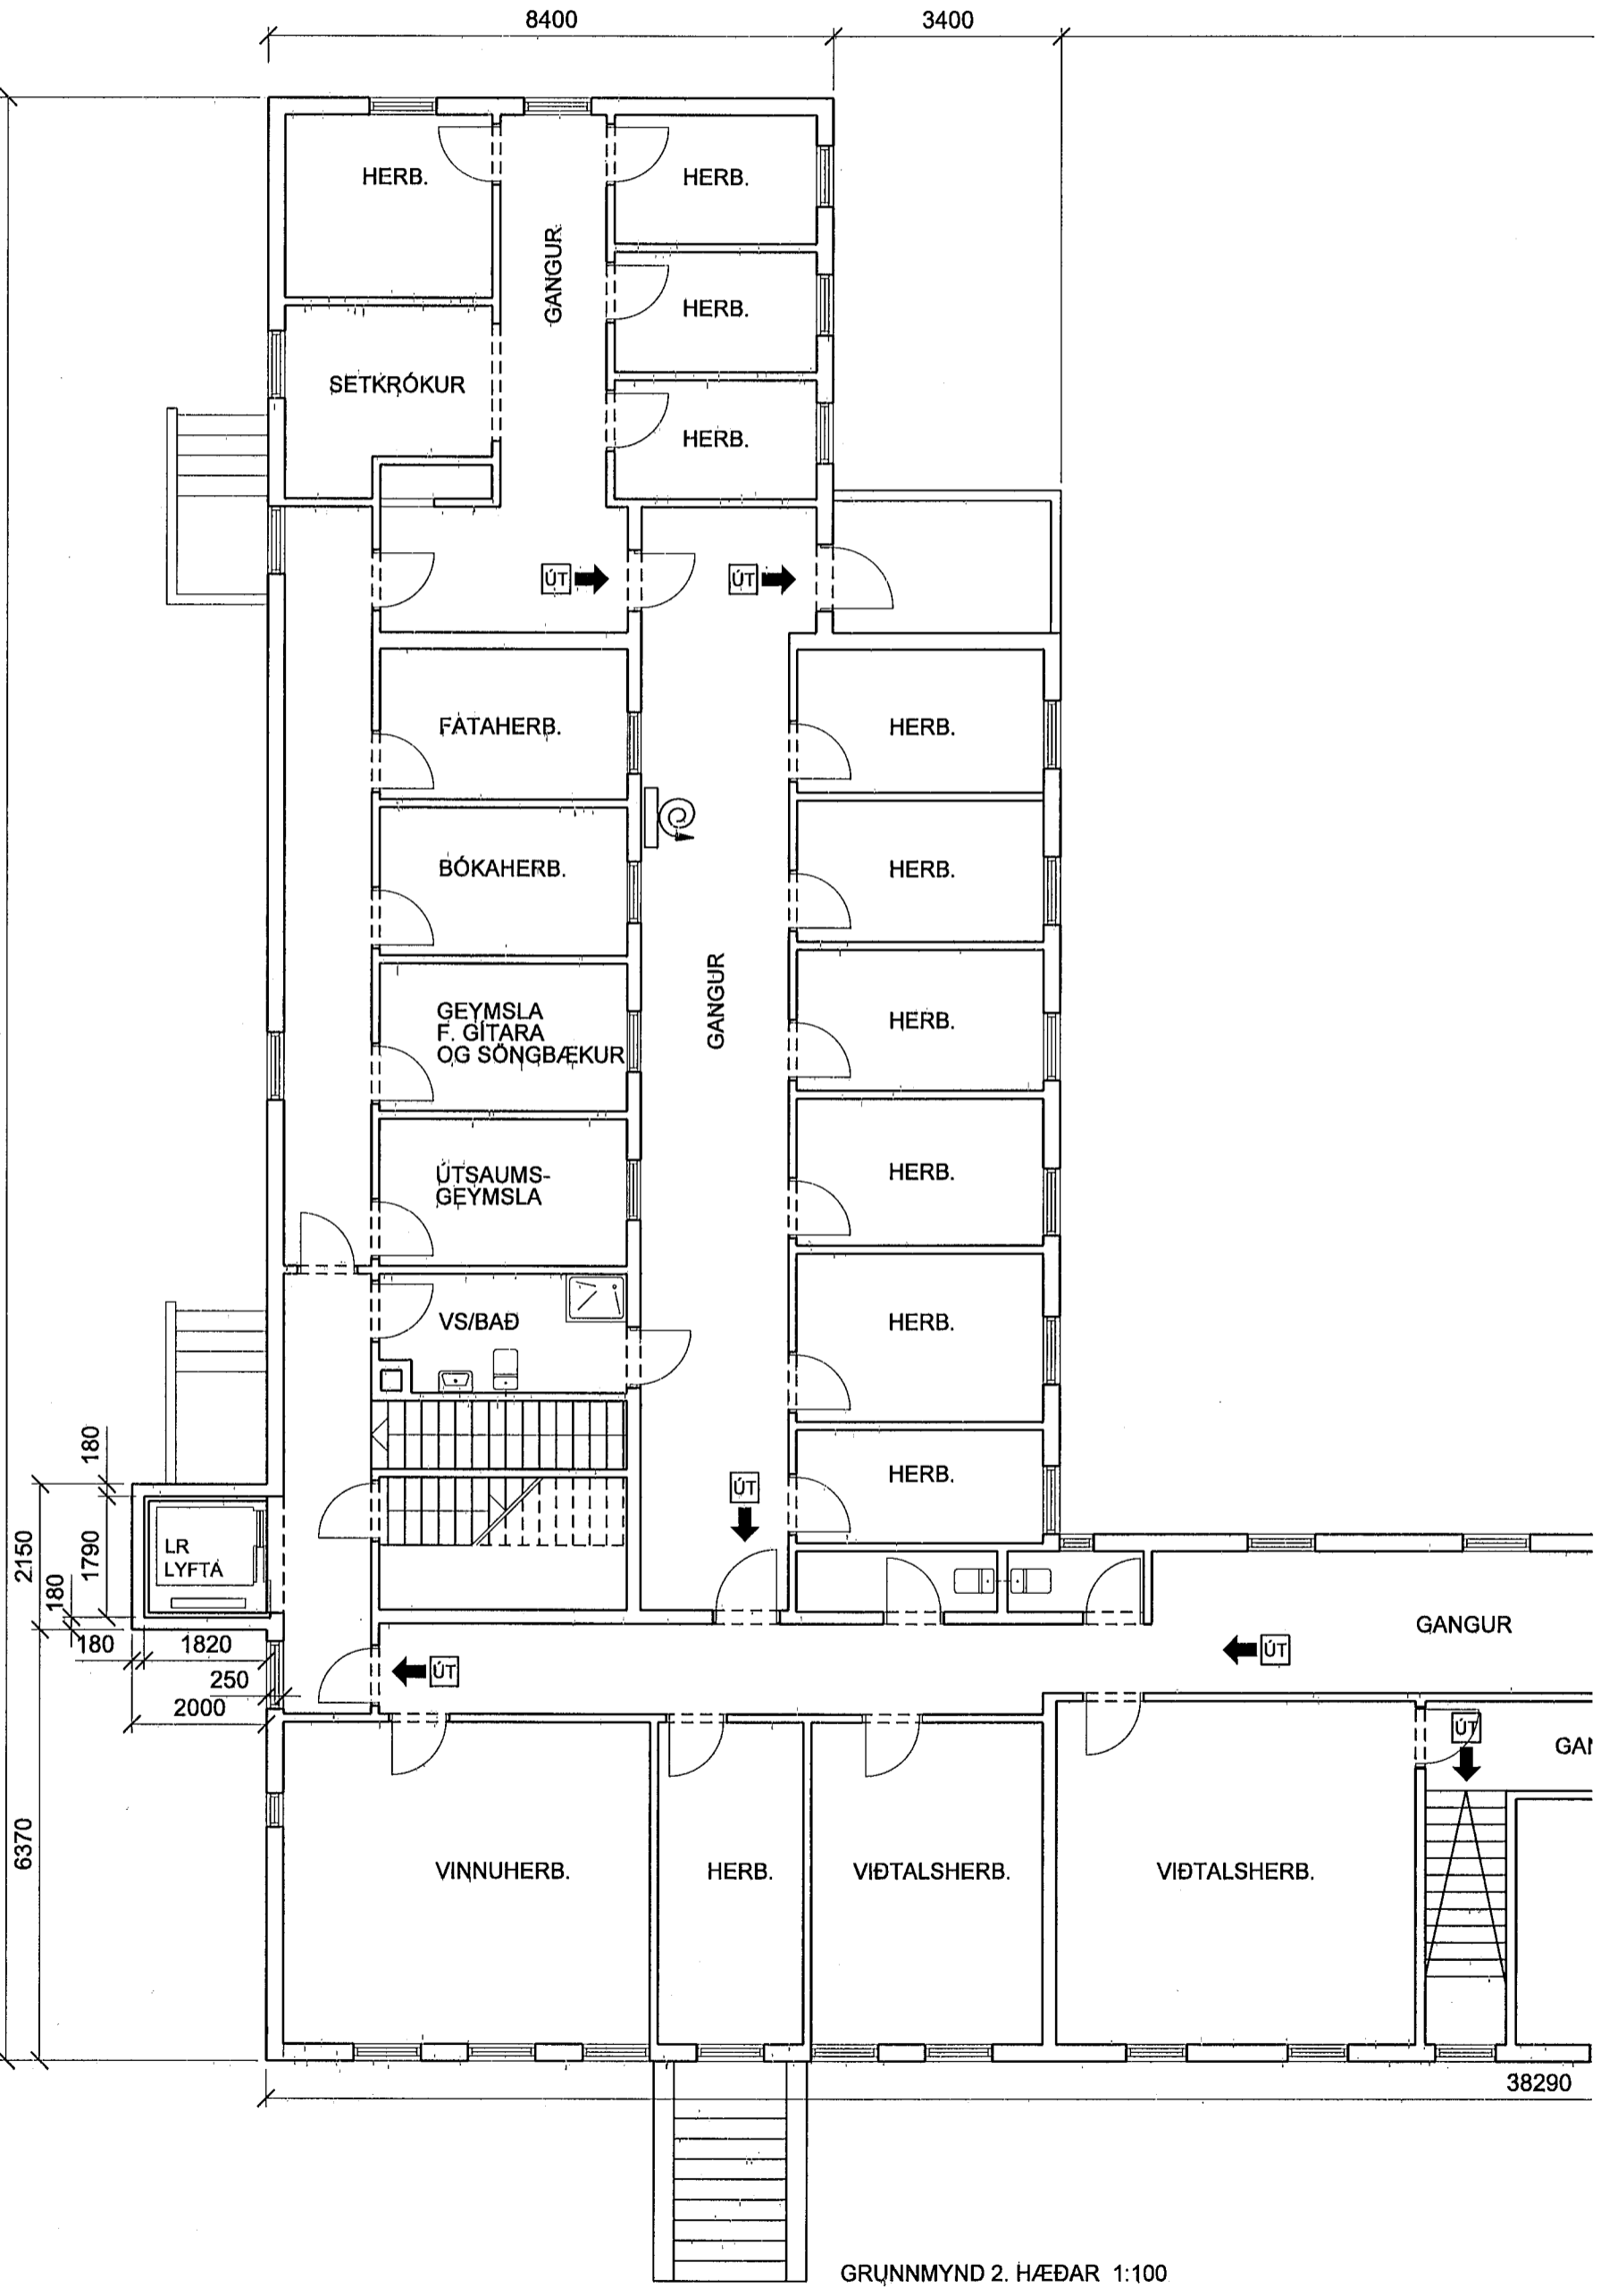 8400
3400
HERB.
HERB.
GANGUR
HERB.
SETKRÓKUR
HERB.
ÚT
ÚT
FATAHERB.
HERB.
BÓKAHERB.
HERB.
GANGUR
GEYMSLA
F. GÍTARA
OG SÖNGBÆKUR
HERB.
ÚTSAUMS-
GEYMSLA
HERB.
VS/BAÐ
HERB.
180
HERB.
ÚT
2150
1790
180
LR
LYFTA
180
1820
250
2000
GANGUR
ÚT
ÚT
ÚT
GAN
6370
VINNUHERB.
HERB.
VIÐTALSHERB.
VIÐTALSHERB.
38290
GRUNNMYND 2. HÆÐAR 1:100